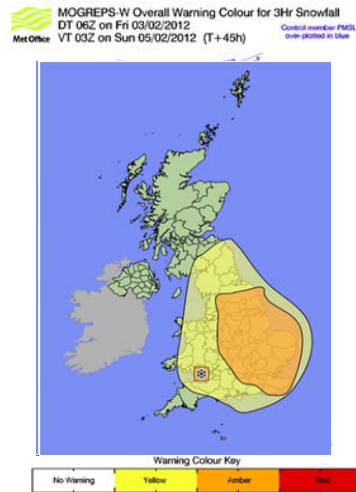 MOGREPS-W Overall Warning Colour for 3Hr Snowfall
DT 06Z on Fri 03/02/2012
VT 03Z on Sun 05/02/2012 (T+45h)
Control member PMSL
over-plotted in blue
Met Office
Warning Colour Key
No Warning
Yellow
Amber
Red